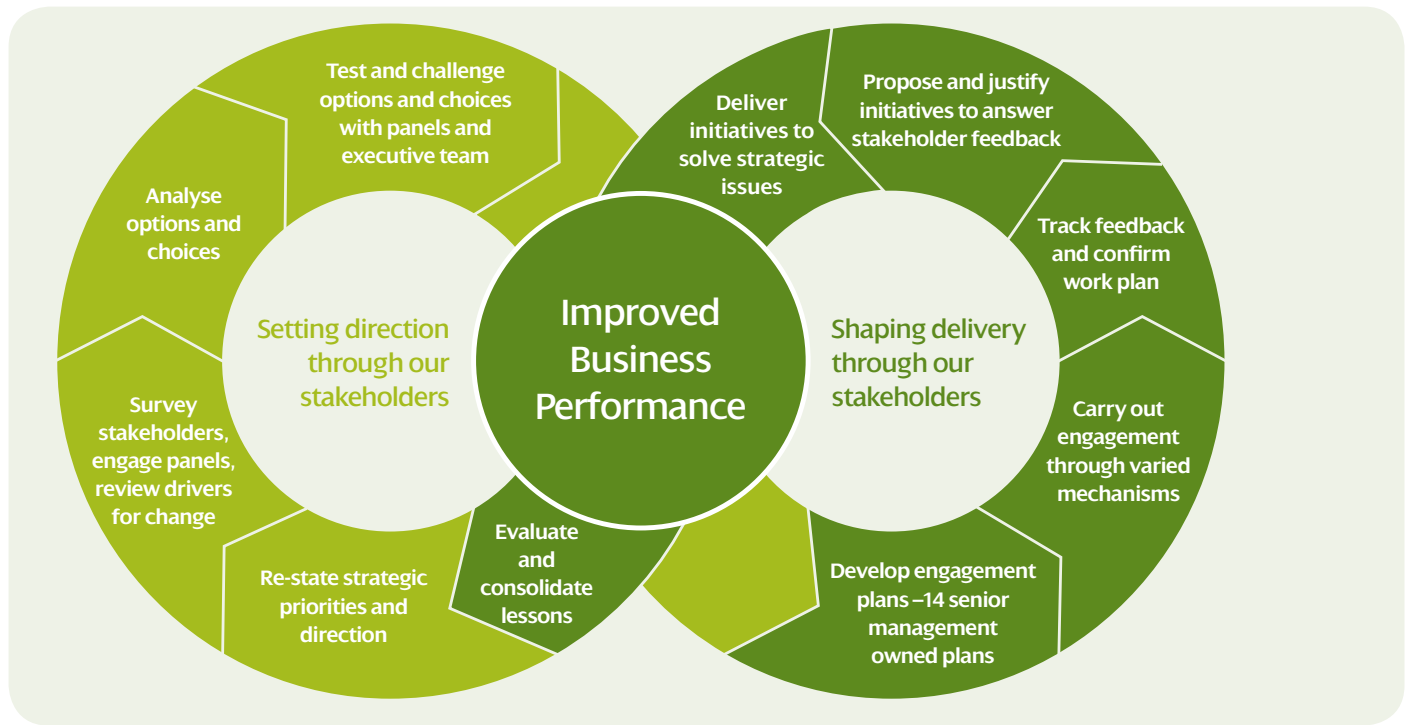 Test and challenge
options and choices
with panels and
executive team
Analyse
options and
choices
Survey
stakeholders,
engage panels,
review drivers
for change
Re-state strategic
priorities and
direction
Evaluate
and
consolidate
lessons
Setting direction
through our
stakeholders
Improved
Business
Performance
Shaping delivery
through our
stakeholders
Deliver
initiatives to
solve strategic
issues
Propose and justify
initiatives to answer
stakeholder feedback
Track feedback
and confirm
work plan
Carry out
engagement
through varied
mechanisms
Develop engagement
plans –14 senior
management
owned plans